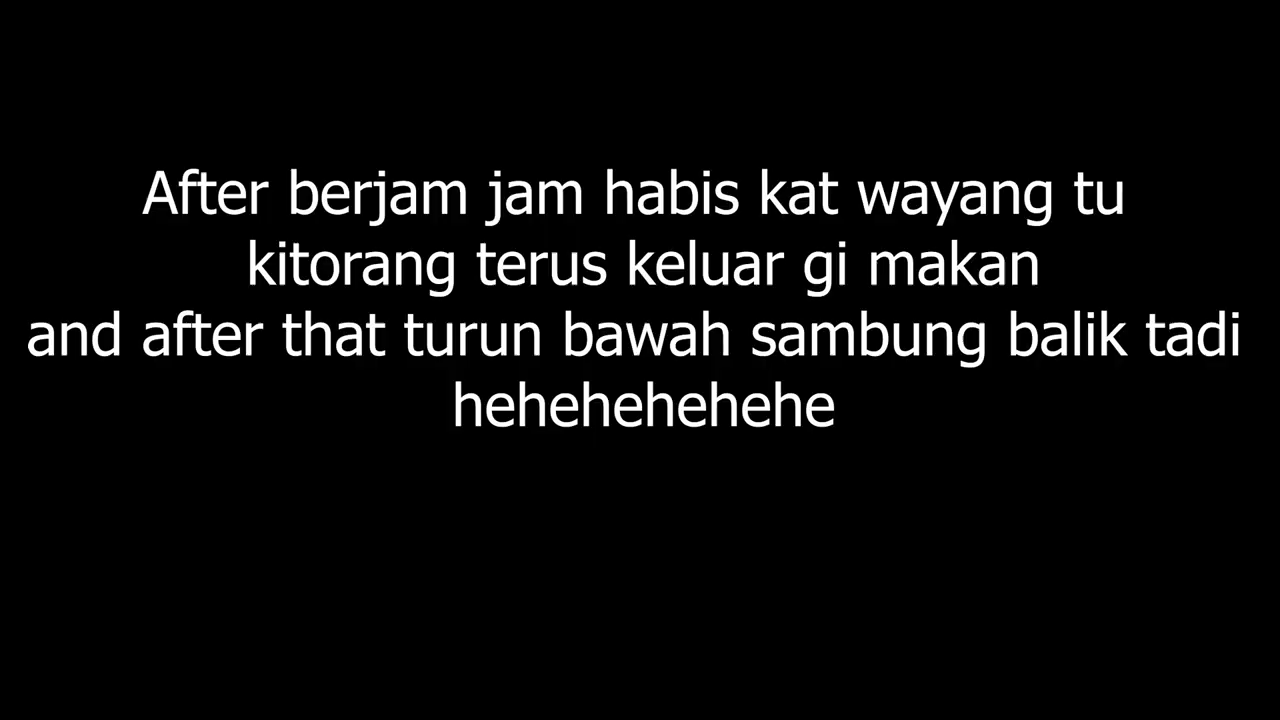 After berjam jam habis kat wayang tu
kitorang terus keluar gi makan
and after that turun bawah sambung balik tadi
hehehehehehe